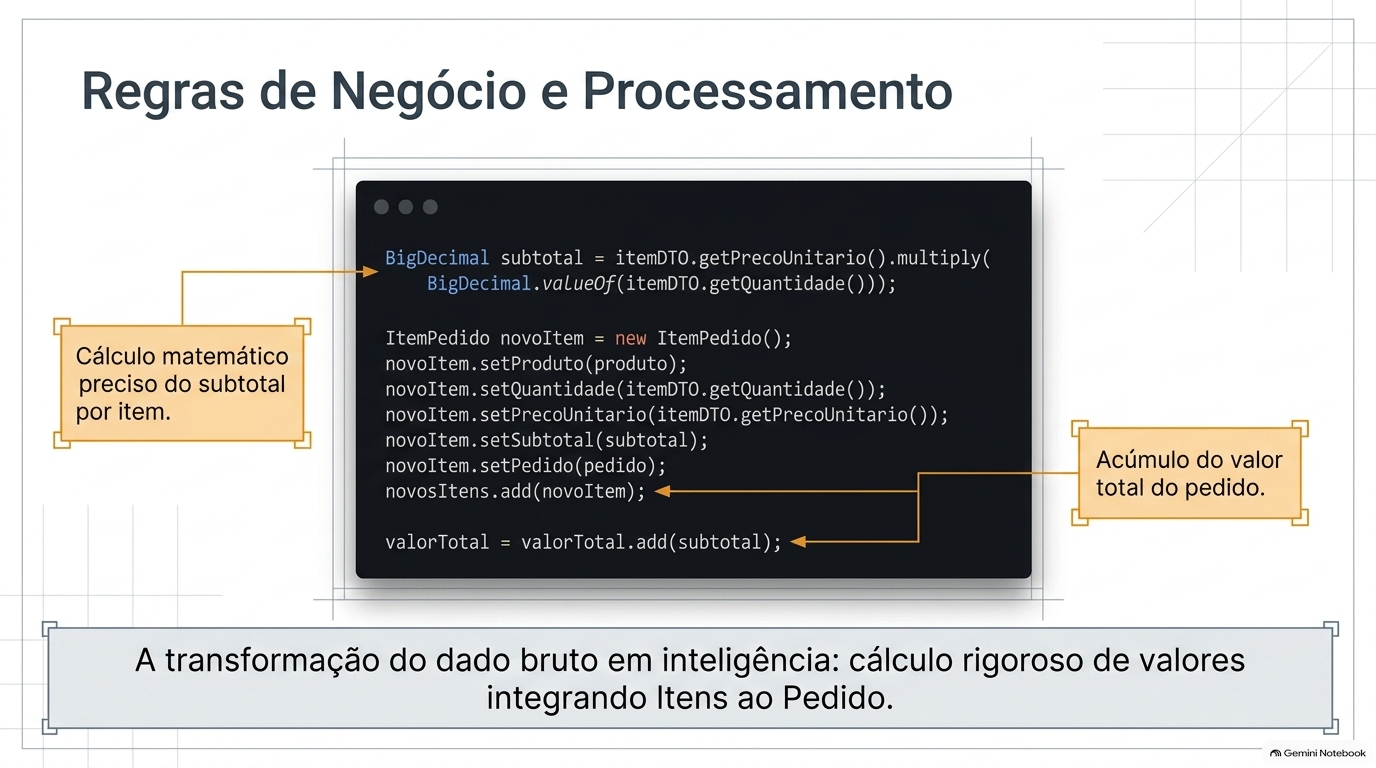 Regras de Negócio e Processamento
BigDecimal subtotal = itemDTO.getPrecoUnitario().multiply(
    BigDecimal.valueOf(itemDTO.getQuantidade()));
ItemPedido novoItem = new ItemPedido();
novoItem.setProduto(produto);
novoItem.setQuantidade(itemDTO.getQuantidade());
novoItem.setPrecoUnitario(itemDTO.getPrecoUnitario());
novoItem.setSubtotal(subtotal);
novoItem.setPedido(pedido);
novosItens.add(novoItem);
valorTotal = valorTotal.add(subtotal);
Cálculo matemático
preciso do subtotal
por item.
Acúmulo do valor
total do pedido.
A transformação do dado bruto em inteligência: cálculo rigoroso de valores
integrando Itens ao Pedido.
Gemini Notebook